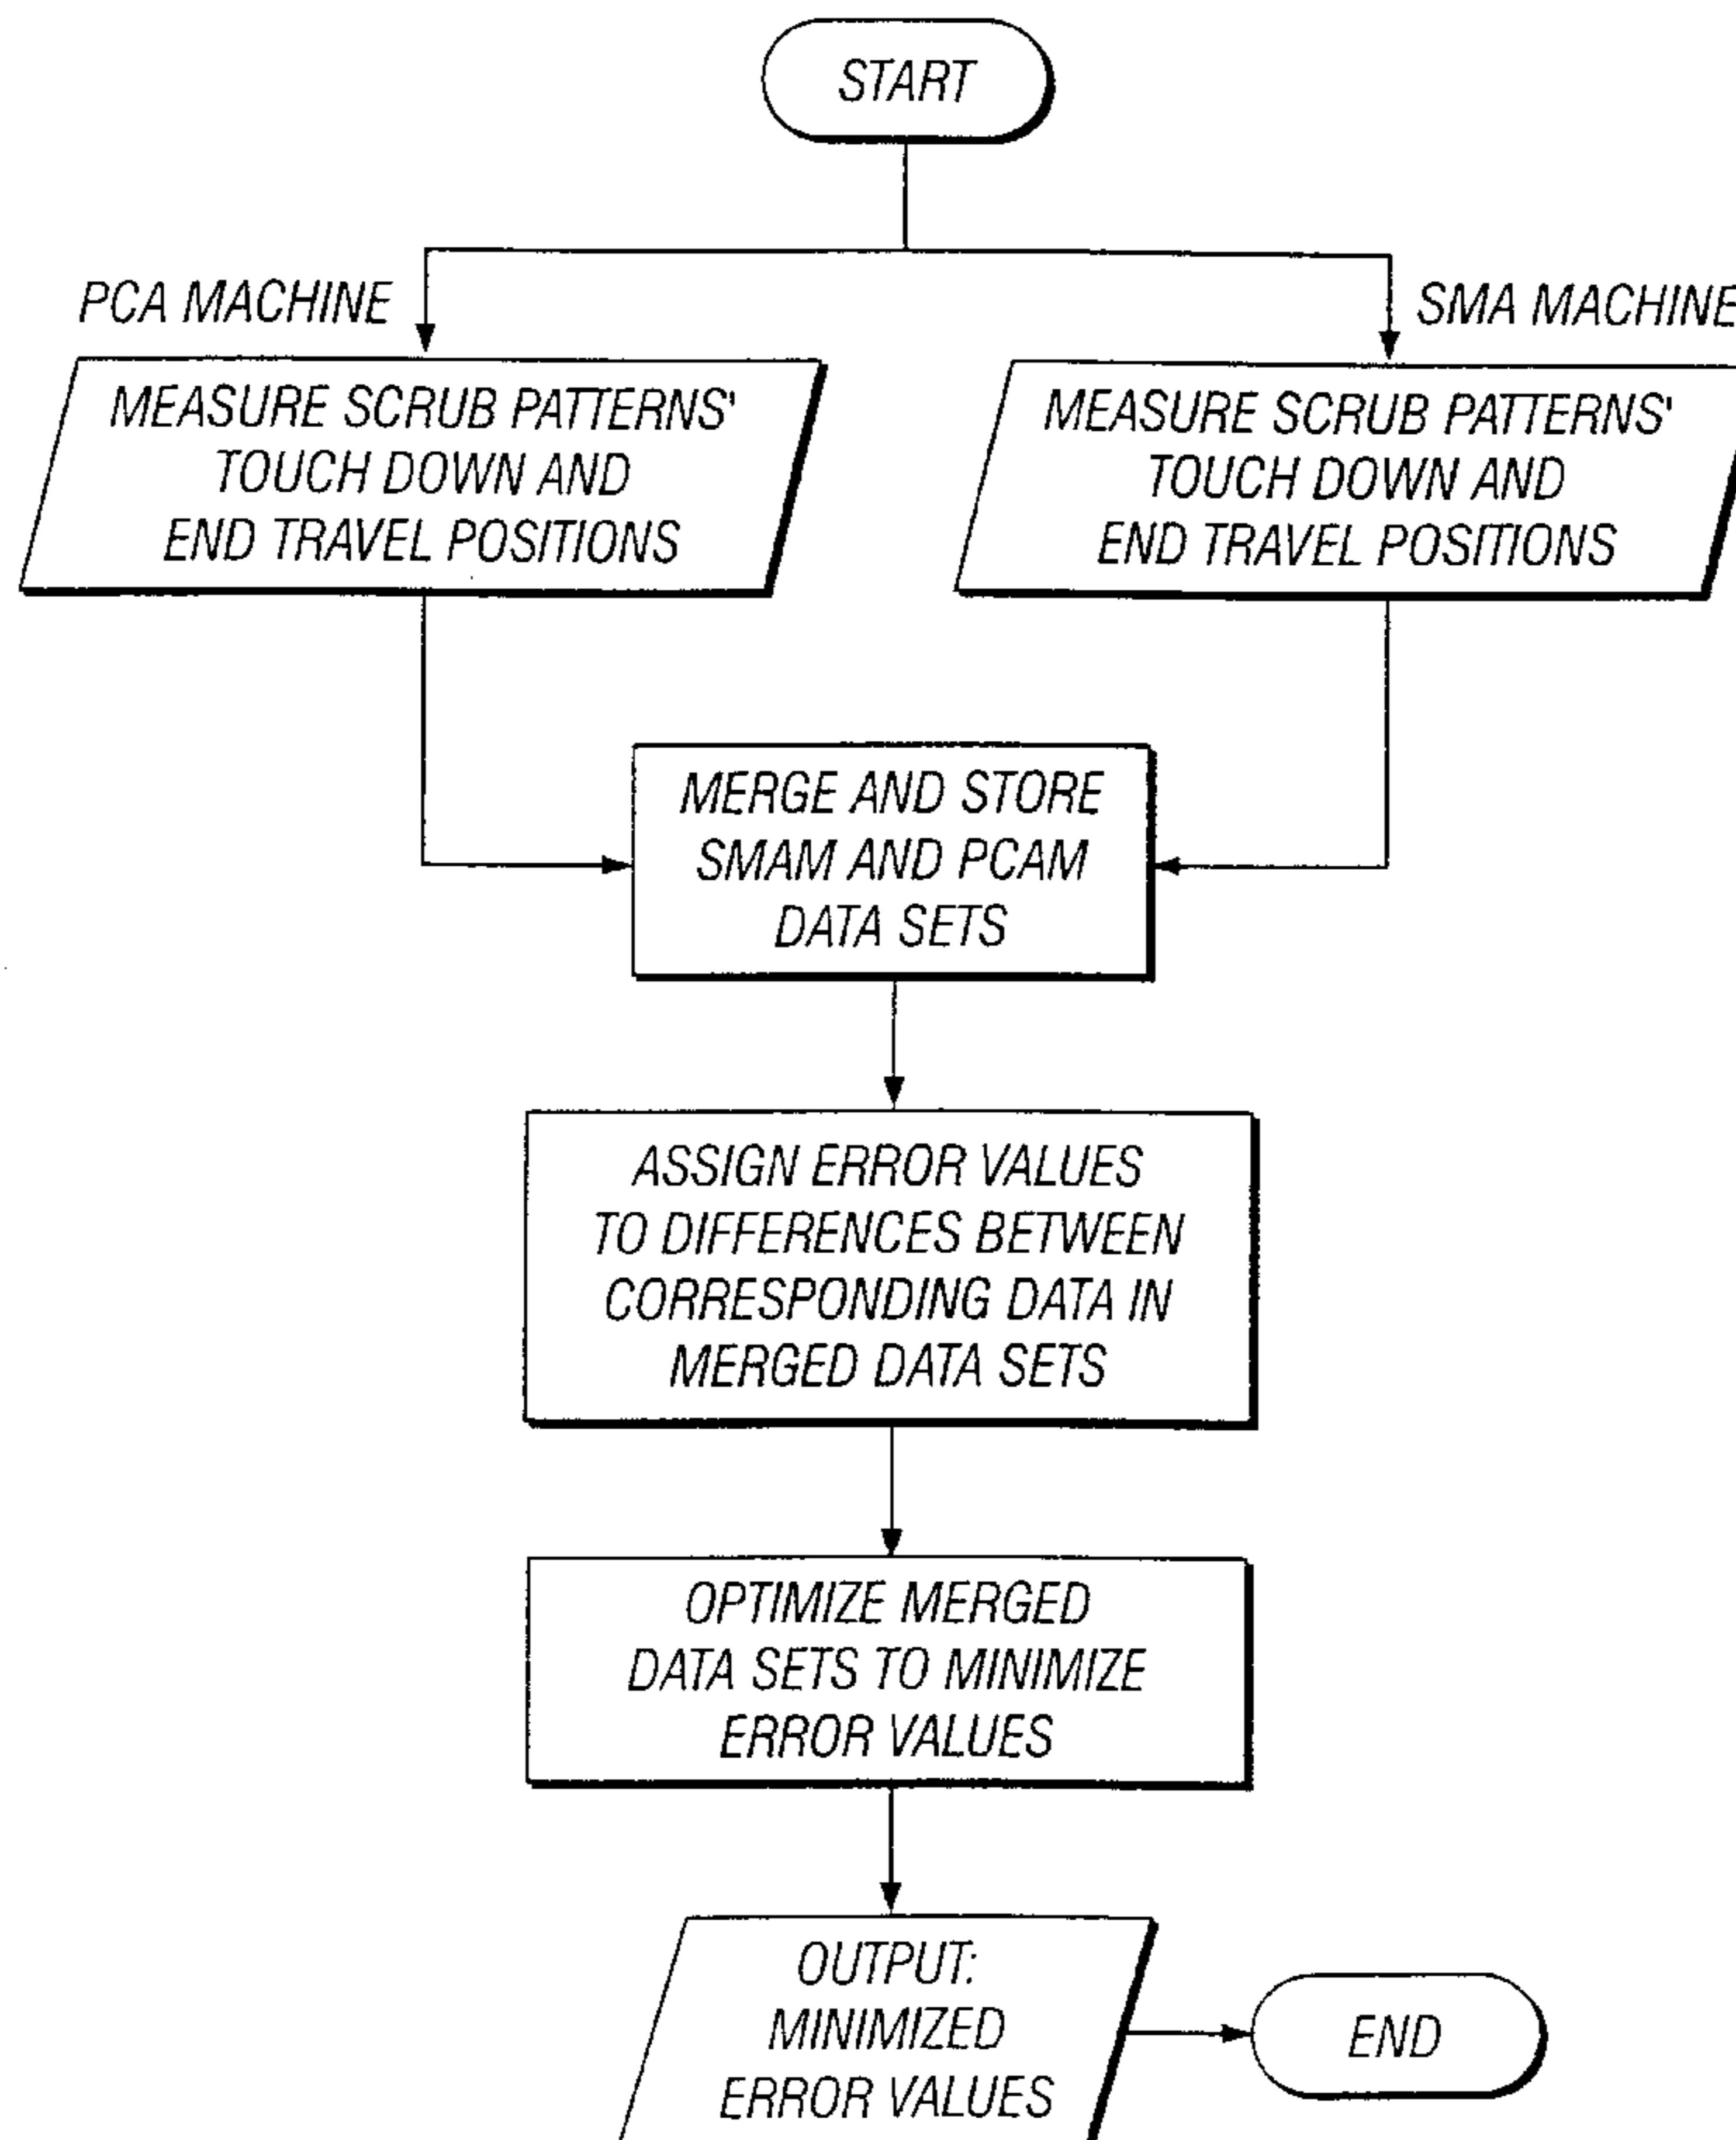 START
PCA MACHINE
SMA MACHINE
MEASURE SCRUB PATTERNS'
TOUCH DOWN AND
END TRAVEL POSITIONS
MEASURE SCRUB PATTERNS'
TOUCH DOWN AND
END TRAVEL POSITIONS
MERGE AND STORE
SMAM AND PCAM
DATA SETS
ASSIGN ERROR VALUES
TO DIFFERENCES BETWEEN
CORRESPONDING DATA IN
MERGED DATA SETS
OPTIMIZE MERGED
DATA SETS TO MINIMIZE
ERROR VALUES
OUTPUT:
MINIMIZED
ERROR VALUES
END